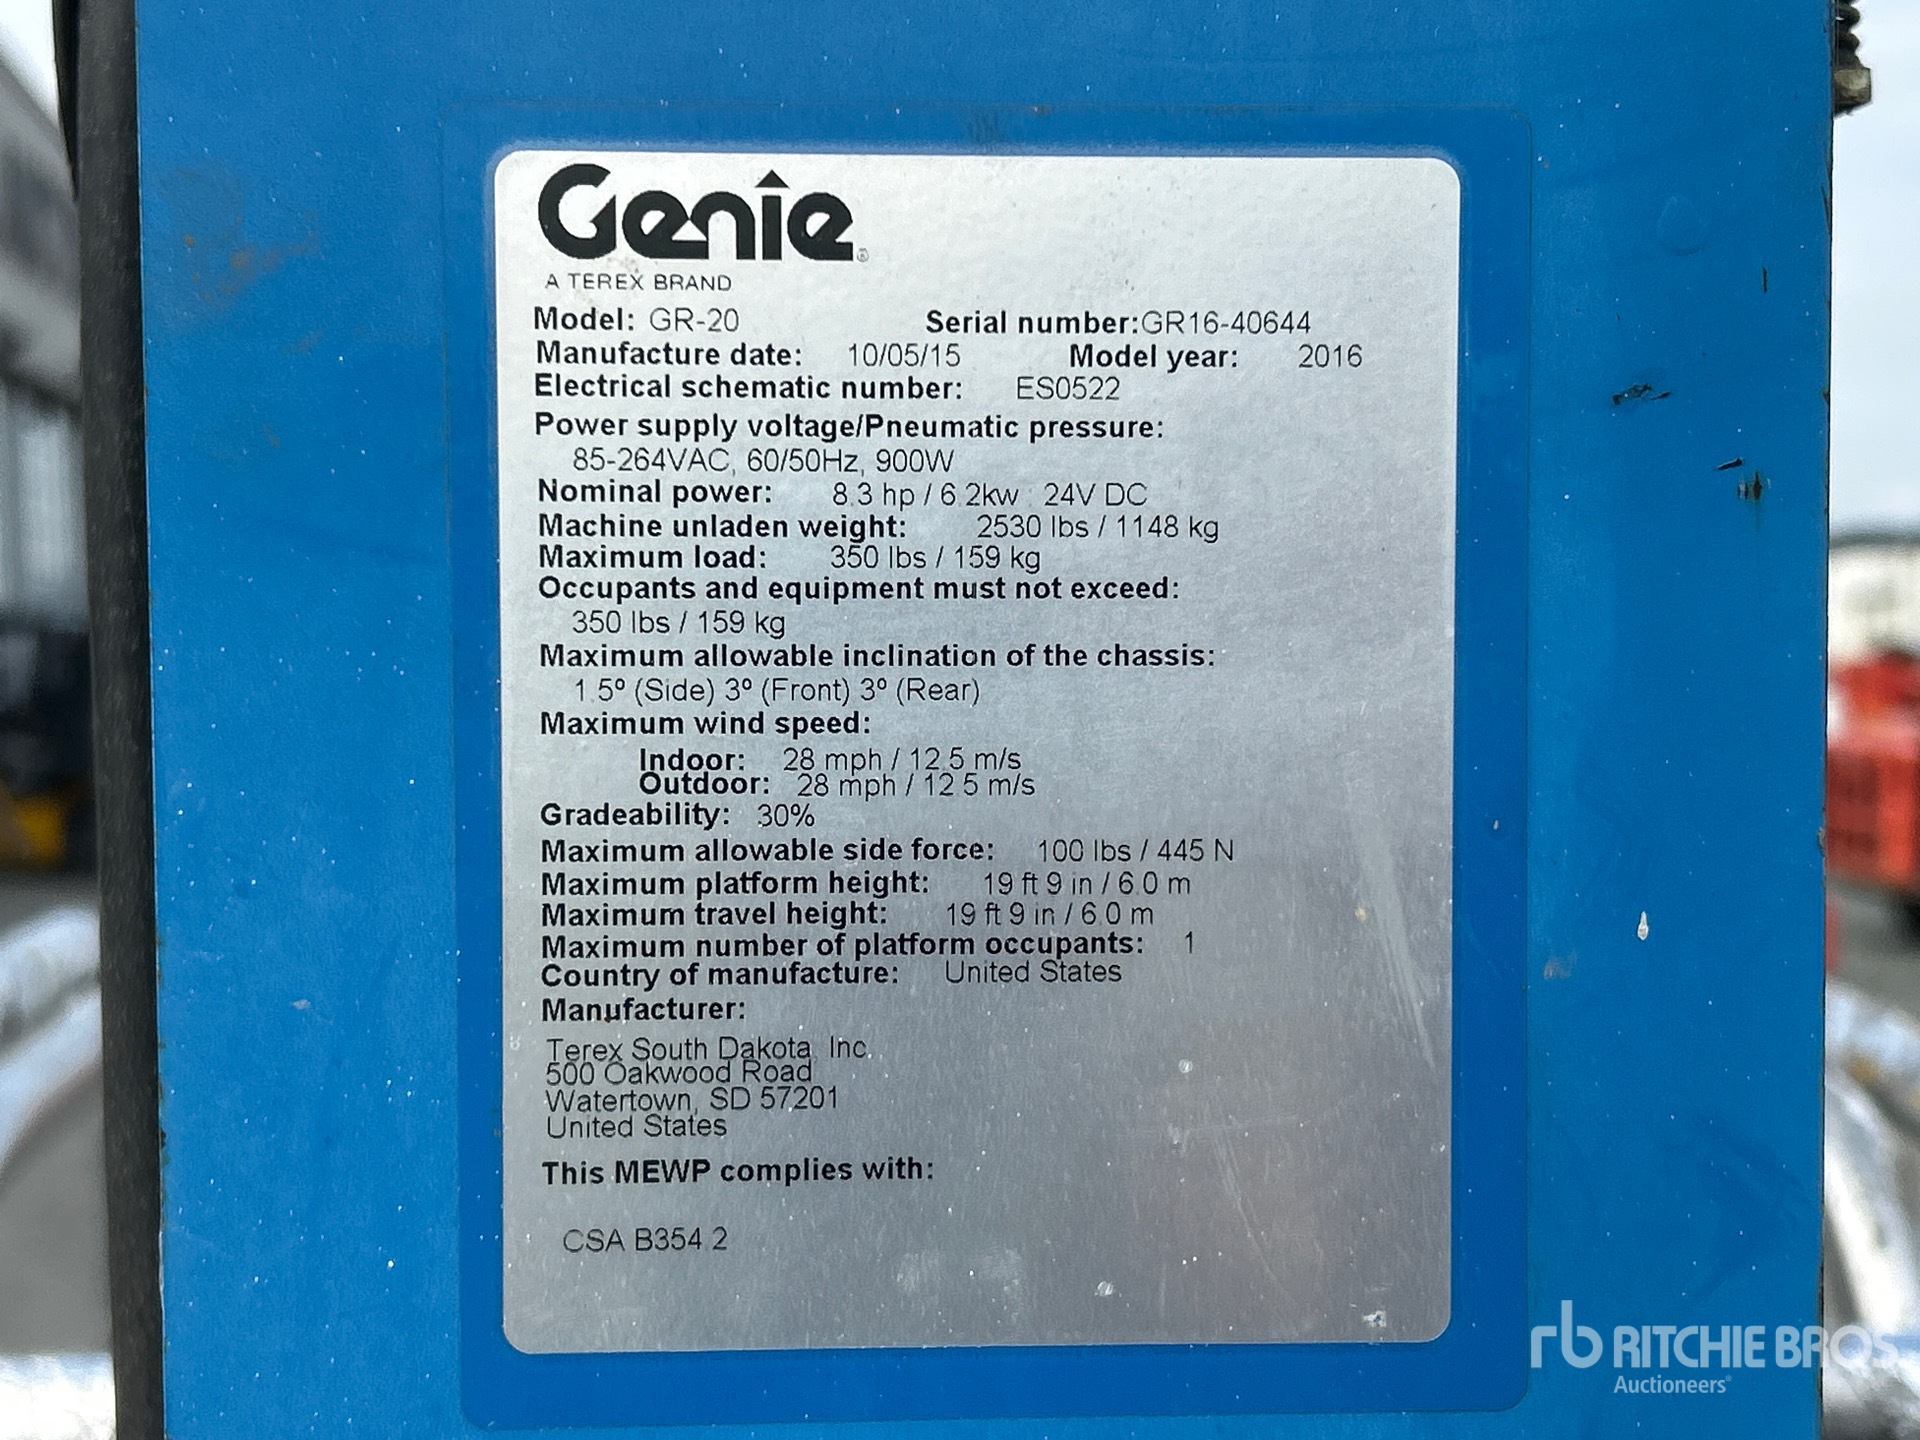 Genie®
A TEREX BRAND
Model: GR-20 Serial number:GR16-40644
Manufacture date: 10/05/15 Model year: 2016
Electrical schematic number: ES0522
Power supply voltage/Pneumatic pressure:
85-264VAC, 60/50Hz, 900W
Nominal power: 8.3 hp / 6.2kw : 24V DC
Machine unladen weight: 2530 lbs / 1148 kg
Maximum load: 350 lbs / 159 kg
Occupants and equipment must not exceed:
350 lbs / 159 kg
Maximum allowable inclination of the chassis:
1.5º (Side) 3º (Front) 3º (Rear)
Maximum wind speed:
Indoor: 28 mph / 12.5 m/s
Outdoor: 28 mph / 12.5 m/s
Gradeability: 30%
Maximum allowable side force: 100 lbs / 445 N
Maximum platform height: 19 ft 9 in / 6.0 m
Maximum travel height: 19 ft 9 in / 6.0 m
Maximum number of platform occupants: 1
Country of manufacture: United States
Manufacturer:
Terex South Dakota, Inc.
500 Oakwood Road
Watertown, SD 57201
United States
This MEWP complies with:
CSA B354.2
rb RITCHIE BROS.
Auctioneers®